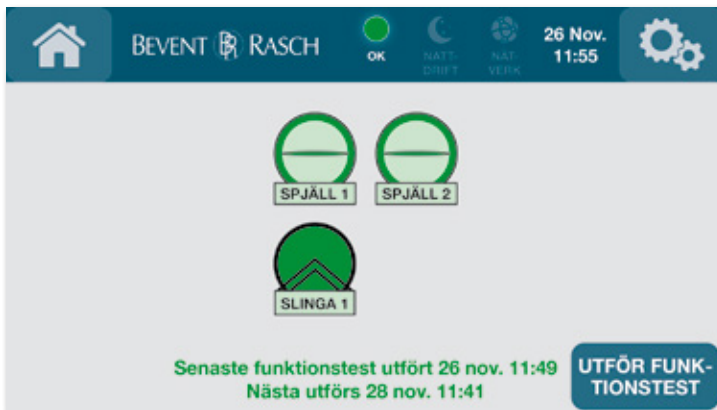 BEVENT RASCH
OK
NATT-
DRIFT
NÄT-
VERK
26 Nov.
11:55
SPJÄLL 1
SPJÄLL 2
SLINGA 1
Senaste funktionstest utfört 26 nov. 11:49
Nästa utförs 28 nov. 11:41
UTFÖR FUNK-
TIONSTEST